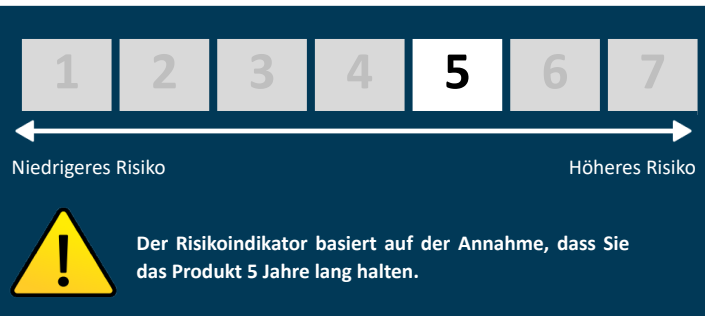 1 2 3 4 5 6 7
Niedrigeres Risiko Höheres Risiko
Der Risikoindikator basiert auf der Annahme, dass Sie
das Produkt 5 Jahre lang halten.